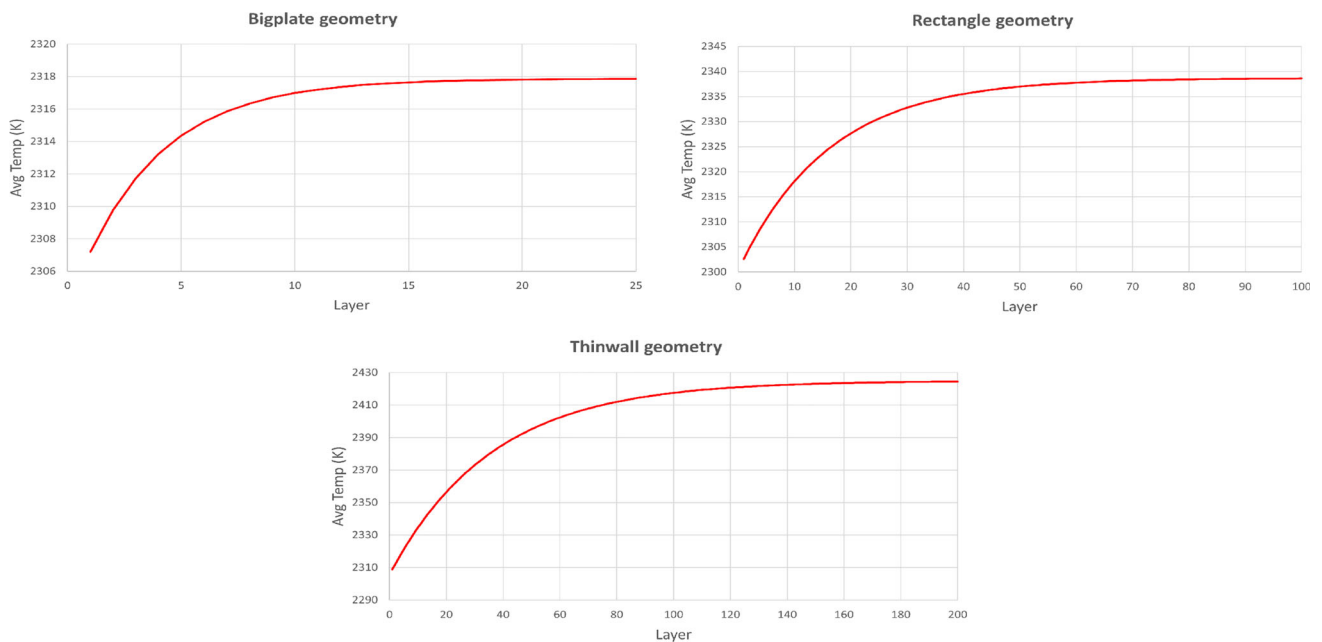 Bigplate geometry
Avg Temp (K)
2320
2318
2316
2314
2312
2310
2308
2306
0 5 10 15 20 25
Layer
Rectangle geometry
Avg Temp (K)
2345
2340
2335
2330
2325
2320
2315
2310
2305
2300
0 10 20 30 40 50 60 70 80 90 100
Layer
Thinwall geometry
Avg Temp (K)
2430
2410
2390
2370
2350
2330
2310
2290
0 20 40 60 80 100 120 140 160 180 200
Layer